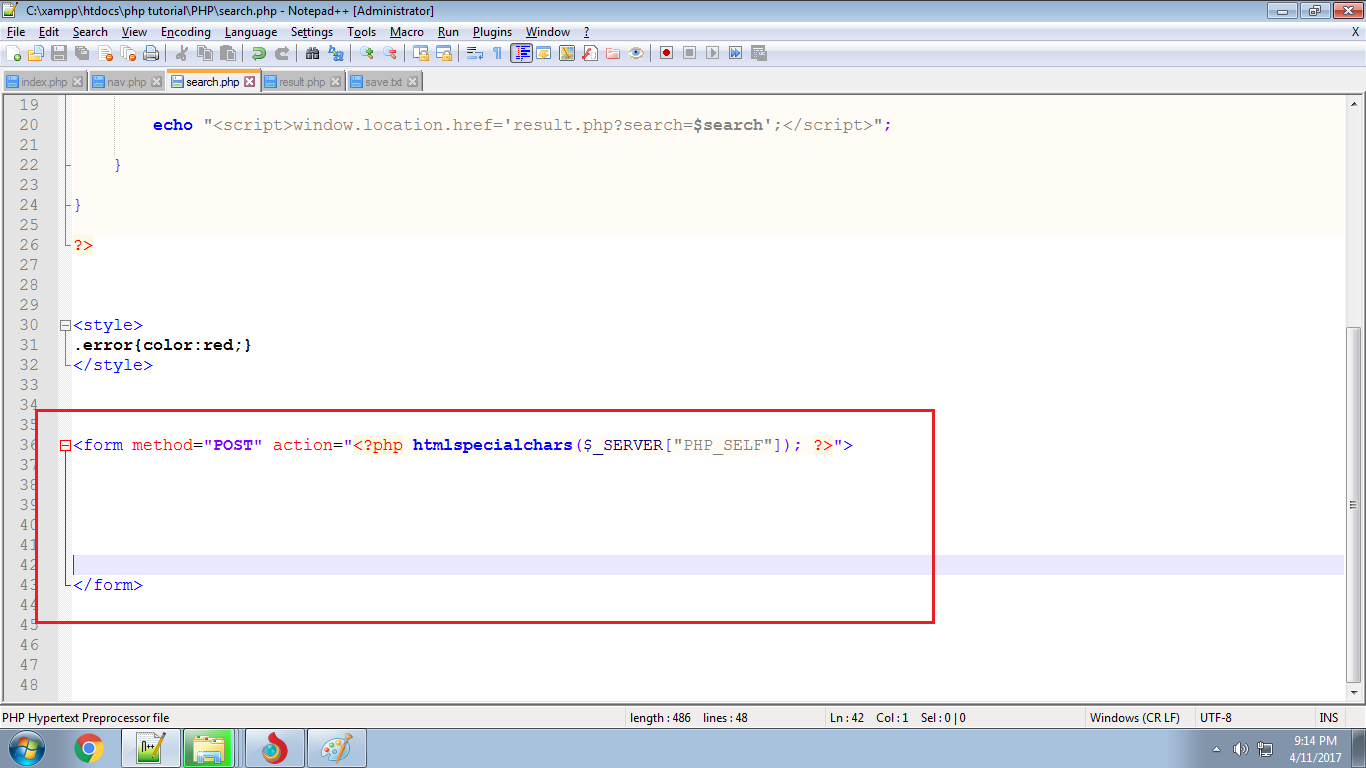 C:\xampp\htdocs\php tutorial\PHP\search.php - Notepad++ [Administrator]
File Edit Search View Encoding Language Settings Tools Macro Run Plugins Window ? X
index.php nav.php search.php result.php save.txt
19
20 echo "<script>window.location.href='result.php?search=$search';</script>";
21
22 }
23
24 }
25
26 ?>
27
28
29
30 <style>
31 .error{color:red;}
32 </style>
33
34
35
36 <form method="POST" action="<?php htmlspecialchars($_SERVER["PHP_SELF"]); ?>">
37
38
39
40
41
42
43 </form>
44
45
46
47
48
PHP Hypertext Preprocessor file length : 486 lines : 48 Ln : 42 Col : 1 Sel : 0 | 0 Windows (CR LF) UTF-8 INS
9:14 PM
4/11/2017